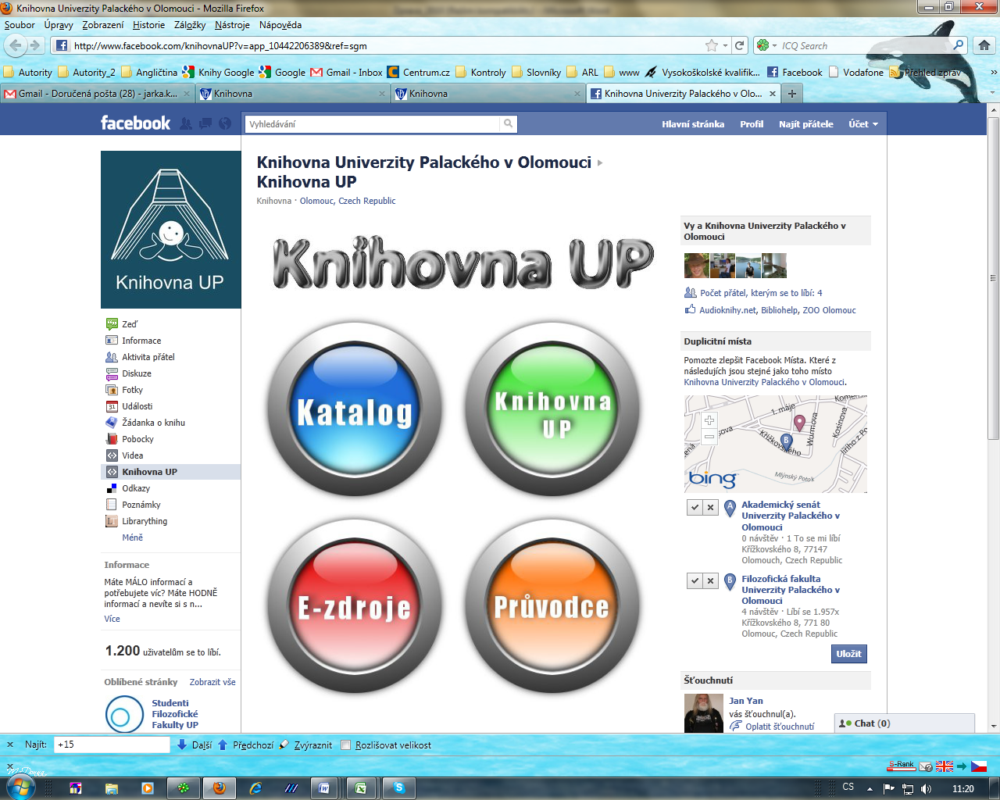 Knihovna Univerzity Palackého v Olomouci - Mozilla Firefox
Soubor Úpravy Zobrazení Historie Záložky Nástroje Nápověda
http://www.facebook.com/knihovnaUP?v=app_10442206389&ref=sgm
ICQ Search
Autority Autority_2 Angličtina Knihy Google Google Gmail - Inbox Centrum.cz Kontroly Slovníky ARL www Vysokoškolské kvalifik... Facebook Vodafone Přehled zpráv »
Gmail - Doručená pošta (28) - jarka.k... Knihovna Knihovna Knihovna Univerzity Palackého v Olo...
facebook
Vyhledávání
Hlavní stránka Profil Najít přátele Účet
Knihovna UP
Zeď
Informace
Aktivita přátel
Diskuze
Fotky
Události
Žádanka o knihu
Pobocky
Videa
Knihovna UP
Odkazy
Poznámky
Librarything
Méně
Informace
Máte MÁLO informací a
potřebujete víc? Máte HODNĚ
informací a nevíte si s n...
Více
1.200 uživatelům se to líbí.
Oblíbené stránky Zobrazit vše
Studenti
Filozofické
Fakulty UP
Knihovna Univerzity Palackého v Olomouci
Knihovna UP
Knihovna · Olomouc, Czech Republic
Knihovna UP
Katalog
Knihovna
UP
E-zdroje
Průvodce
Vy a Knihovna Univerzity Palackého v
Olomouci
Počet přátel, kterým se to líbí: 4
Audioknihy.net, Bibliohelp, ZOO Olomouc
Duplicitní místa
Pomozte zlepšit Facebook Místa. Které z
následujích jsou stejné jako toho místo
Knihovna Univerzity Palackého v Olomouci.
1. máje
Křížkovského
Wurmova
Kosinova
Mlýnský Potok
B
bing
A
Akademický senát
Univerzity Palackého v
Olomouci
0 návštěv · 1 To se mi líbí
Křížkovského 8, 77147
Olomouch, Czech Republic
B
Filozofická fakulta
Univerzity Palackého v
Olomouci
4 návštěv · Líbí se 1.957x
Křížkovského 8, 771 80
Olomouc, Czech Republic
Uložit
Šťouchnutí
Jan Yan
vás šťouchnul(a).
Oplatit šťouchnutí
Chat (0)
Najít: +15 Další Předchozí Zvýraznit Rozlišovat velikost
S-Rank
CS 11:20